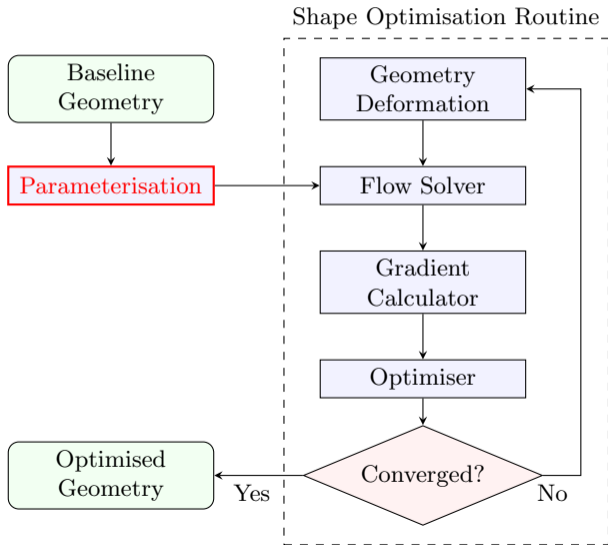 Shape Optimisation Routine
Baseline
Geometry
Parameterisation
Geometry
Deformation
Flow Solver
Gradient
Calculator
Optimiser
Converged?
Yes
No
Optimised
Geometry